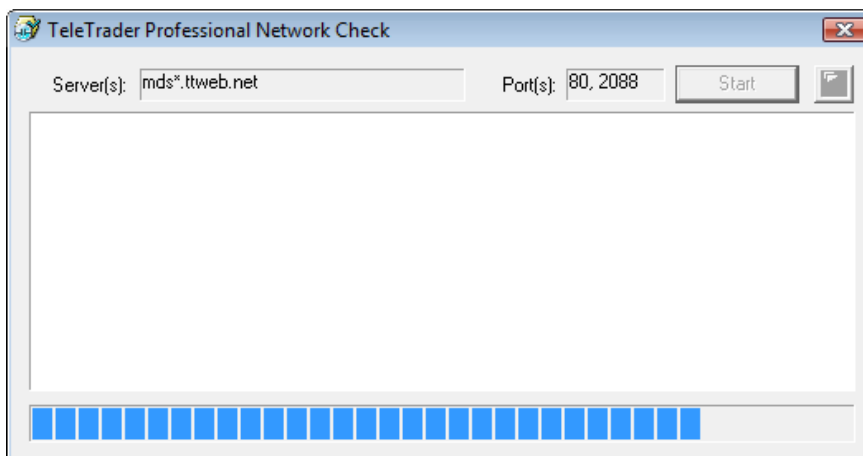 TeleTrader Professional Network Check
Server(s): mds*.ttweb.net Port(s): 80, 2088 Start